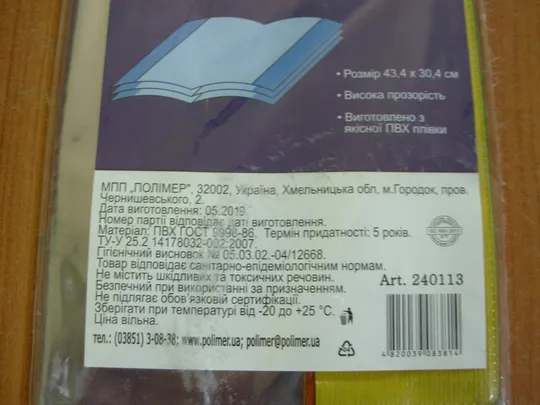 • Розмір 43,4 х 30,4 см
• Висока прозорість
• Виготовлено з
якісної ПВХ плівки
МПП „ПОЛІМЕР", 32002, Україна, Хмельницька обл, м.Городок, пров.
Чернишевського, 2.
Дата виготовлення: 05.2019
Номер партії відповідає даті виготовлення.
Матеріал: ПВХ ГОСТ 9998-86. Термін придатності: 5 років.
ТУ-У 25.2 14178032-002:2007.
Гігієнічний висновок № 05.03.02.-04/12668.
Товар відповідає санітарно-епідеміологічним нормам.
Не містить шкідливих та токсичних речовин.
Безпечний при використанні за призначенням.
Не підлягає обов'язковій сертифікації.
Зберігати при температурі від -20 до +25 °С.
Ціна вільна.
тел.: (03851) 3-08-38; www.polimer.ua; polimer@polimer.ua
Art. 240113
4820039083814